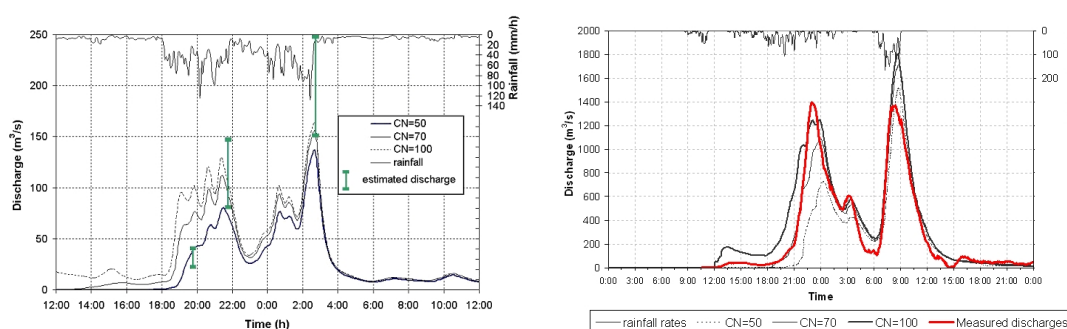 250
200
150
100
50
0
Discharge (m³/s)
0
20
40
60
80
100
120
140
Rainfall (mm/h)
CN=50
CN=70
CN=100
rainfall
estimated discharge
12:00 14:00 16:00 18:00 20:00 22:00 0:00 2:00 4:00 6:00 8:00 10:00 12:00
Time (h)
2000
1800
1600
1400
1200
1000
800
600
400
200
0
Discharge (m³/s)
0
100
200
0:00 3:00 6:00 9:00 12:00 15:00 18:00 21:00 0:00 3:00 6:00 9:00 12:00 15:00 18:00 21:00 0:00
Time
rainfall rates CN=50 CN=70 CN=100 Measured discharges